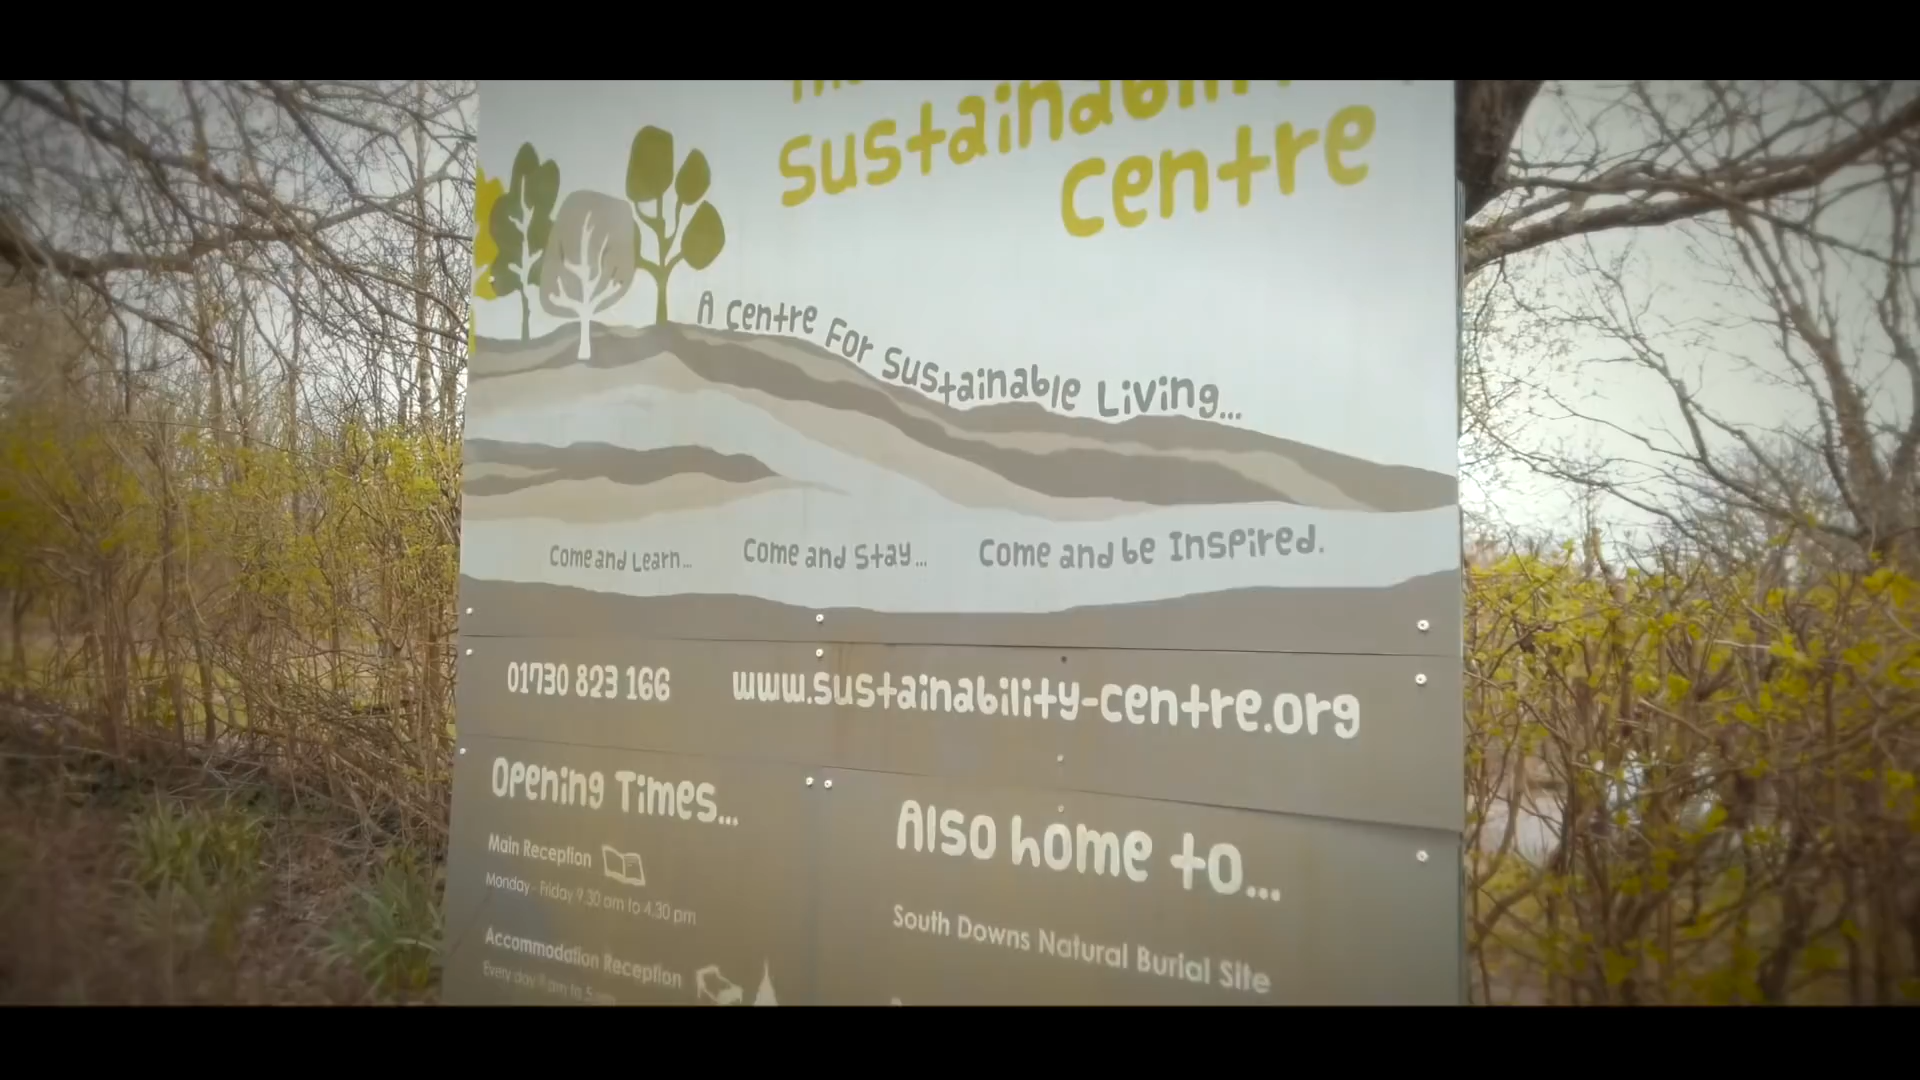 Sustainability
Centre
A Centre For Sustainable Living...
Come and Learn...
Come and Stay...
Come and be Inspired.
01730 823 166
www.sustainability-centre.org
Opening Times...
Main Reception
Monday - Friday 9.30 am to 4.30 pm
Accommodation Reception
Every day
Also home to...
South Downs Natural Burial Site